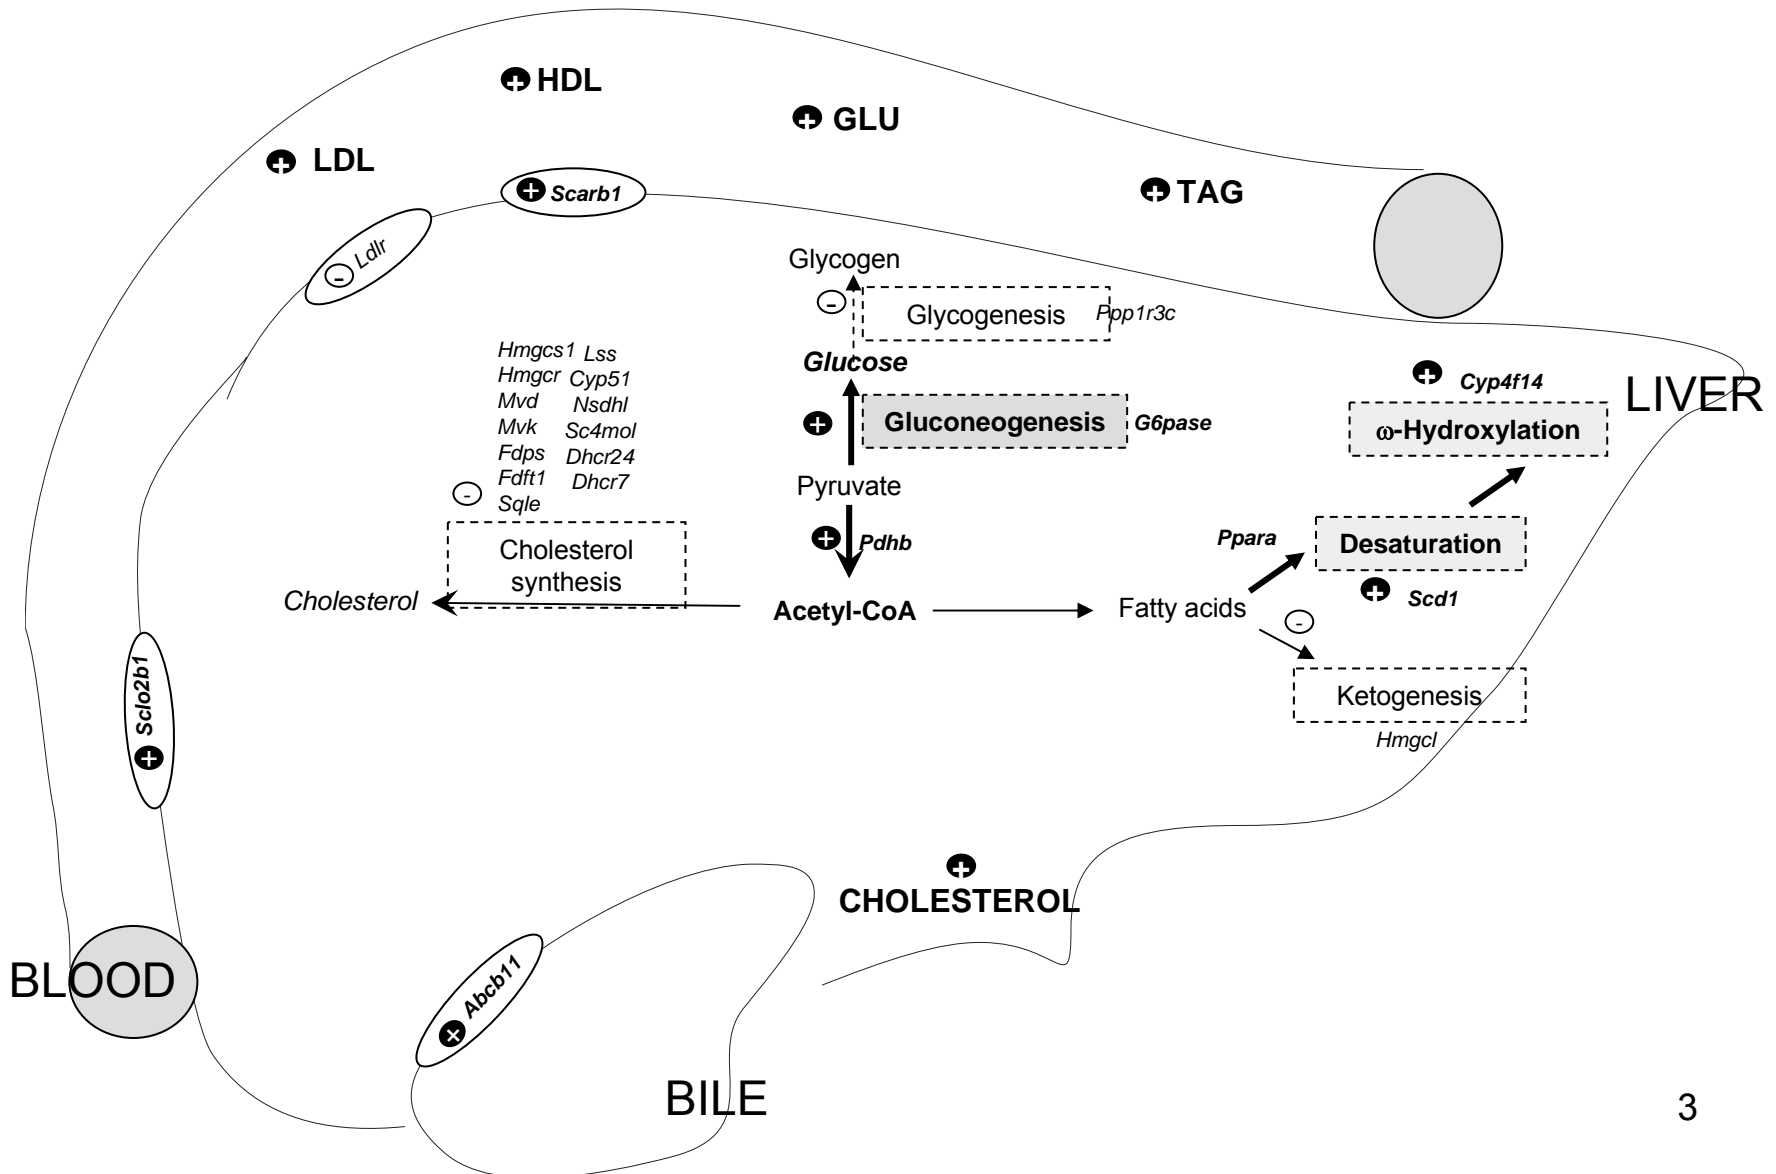 + HDL
+ GLU
+ LDL
+ TAG
+ Scarb1
- Ldlr
Glycogen
-
Glycogenesis Ppp1r3c
Hmgcs1 Lss
Hmgcr Cyp51
Mvd Nsdhl
Mvk Sc4mol
Fdps Dhcr24
Fdft1 Dhcr7
- Sqle
Cholesterol
synthesis
Cholesterol
Glucose
+ Gluconeogenesis G6pase
Pyruvate
+ Pdhb
Acetyl-CoA
Fatty acids
+ Cyp4f14
LIVER
ω-Hydroxylation
Ppara
Desaturation
+ Scd1
-
Ketogenesis
Hmgcl
Sclo2b1 +
+
CHOLESTEROL
BLOOD
+ Abcb11
BILE
3